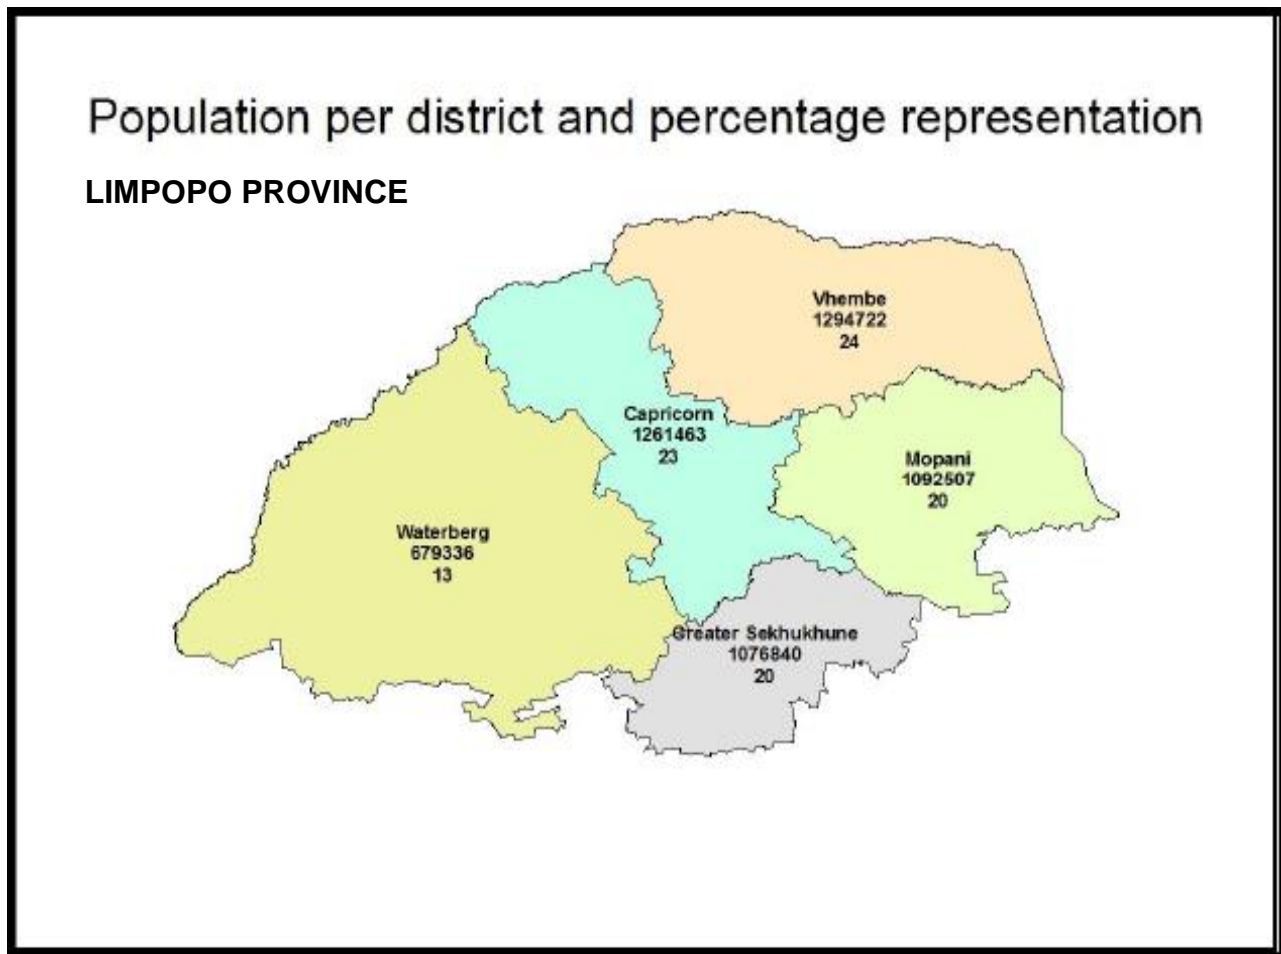 Population per district and percentage representation
LIMPOPO PROVINCE
Vhembe
1294722
24
Capricorn
1261463
23
Mopani
1092507
20
Waterberg
679336
13
Greater Sekhukhune
1076840
20